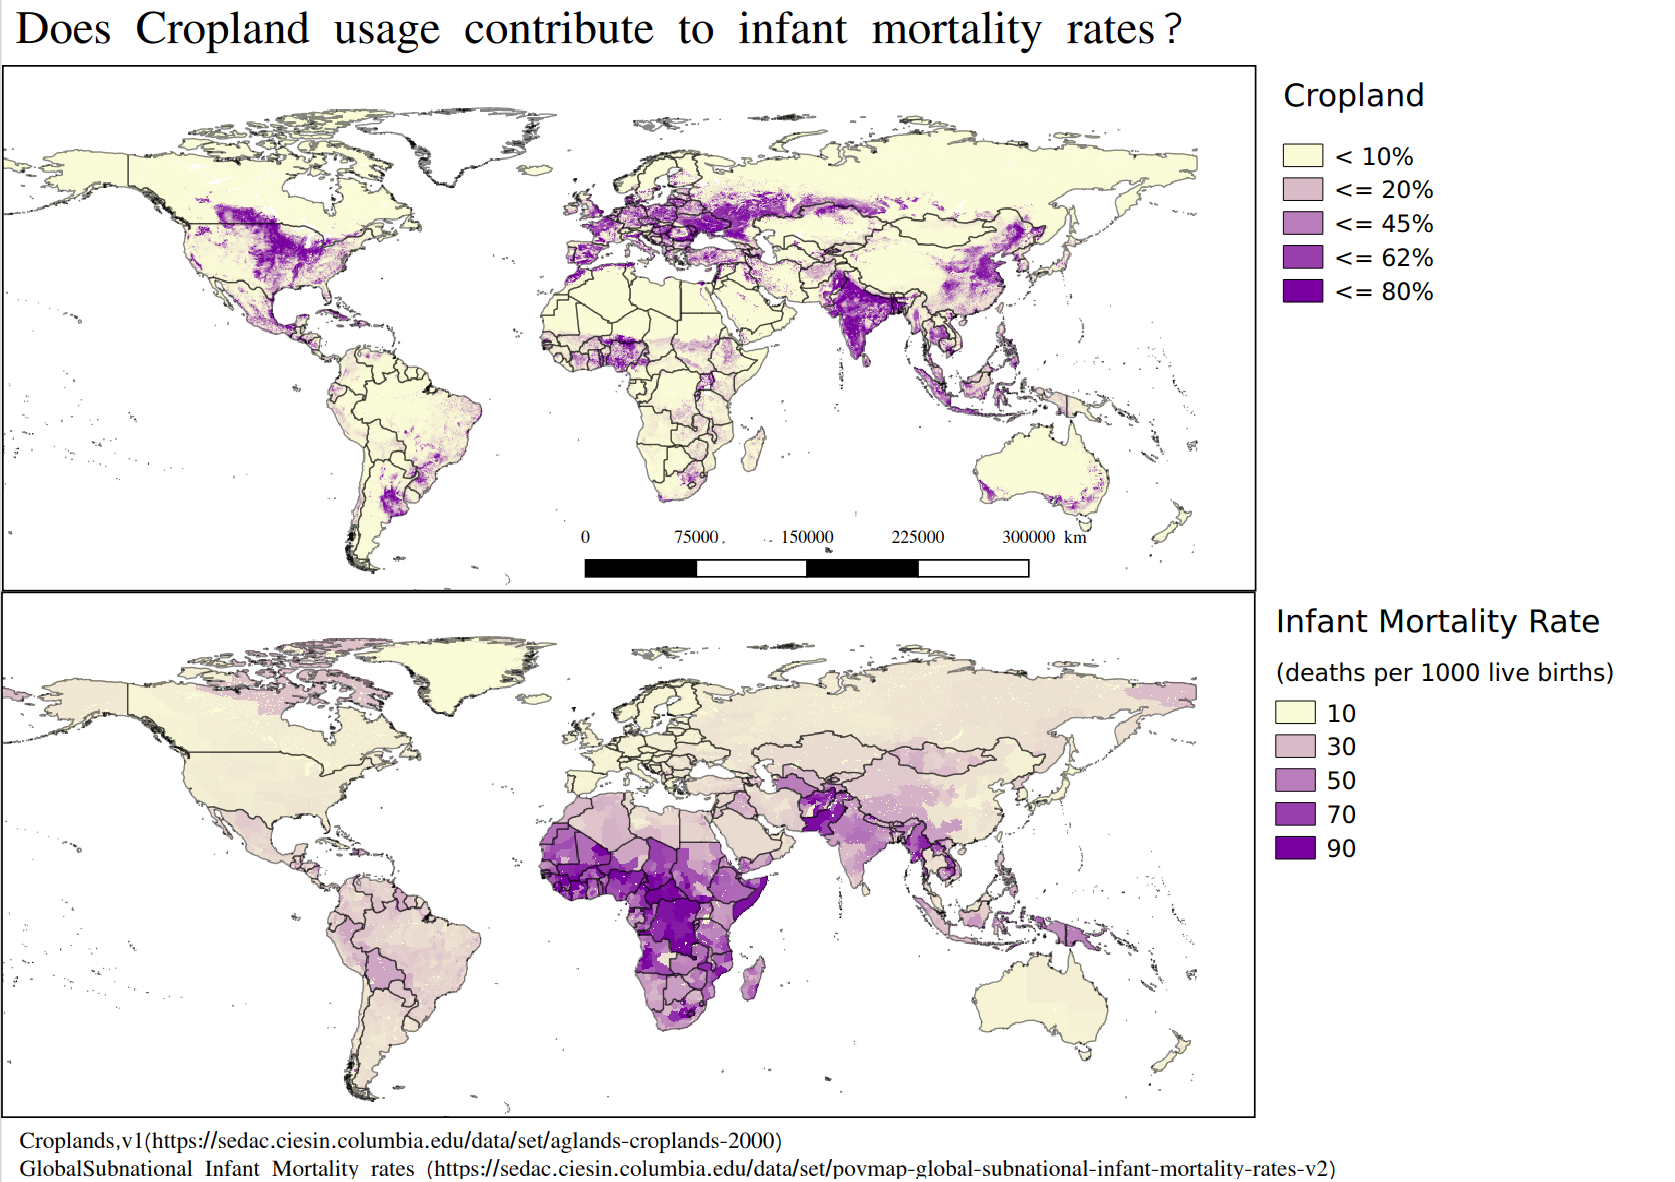 Does Cropland usage contribute to infant mortality rates?
Cropland
< 10%
<= 20%
<= 45%
<= 62%
<= 80%
0 75000 150000 225000 300000 km
Infant Mortality Rate
(deaths per 1000 live births)
10
30
50
70
90
Croplands,v1(https://sedac.ciesin.columbia.edu/data/set/aglands-croplands-2000)
GlobalSubnational Infant Mortality rates (https://sedac.ciesin.columbia.edu/data/set/povmap-global-subnational-infant-mortality-rates-v2)